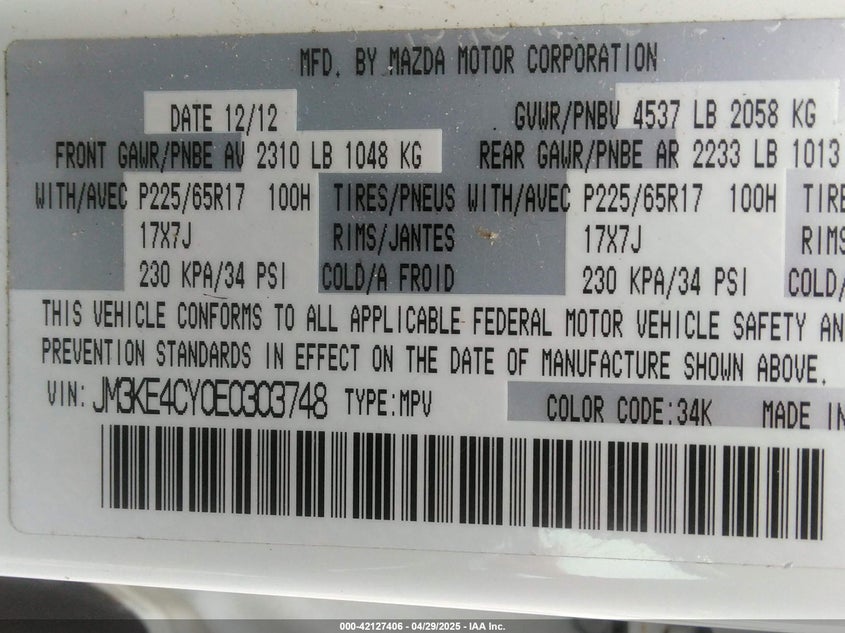 MFD. BY MAZDA MOTOR CORPORATION
DATE 12/12 GVWR/PNBV 4537 LB 2058 KG
FRONT GAWR/PNBE AV 2310 LB 1048 KG REAR GAWR/PNBE AR 2233 LB 1013
WITH/AVEC P225/65R17 100H TIRES/PNEUS WITH/AVEC P225/65R17 100H TIRE
17X7J RIMS/JANTES 17X7J RIMS
230 KPA/34 PSI COLD/A FROID 230 KPA/34 PSI COLD/
THIS VEHICLE CONFORMS TO ALL APPLICABLE FEDERAL MOTOR VEHICLE SAFETY AN
PREVENTION STANDARDS IN EFFECT ON THE DATE OF MANUFACTURE SHOWN ABOVE.
VIN: JM3KE4CY0E0303748 TYPE:MPV COLOR CODE:34K MADE IN
000-42127406 - 04/29/2025 - IAA Inc.